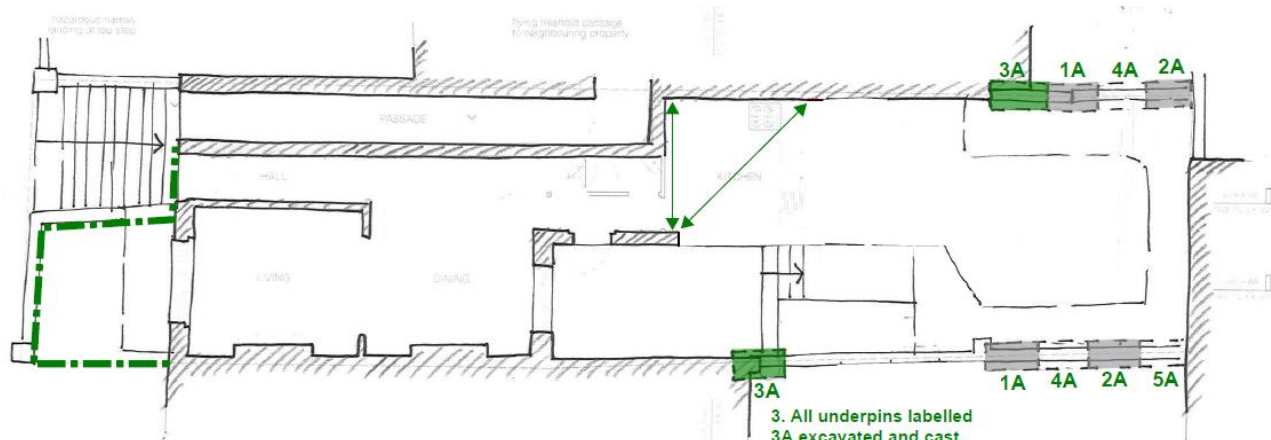 hazardous narrow
landing at top step
flying freehold passage
to neighbouring property
3A 1A 4A 2A
PASSAGE
HALL
KITCHEN
LIVING
DINING
3A
1A 4A 2A 5A
3. All underpins labelled
3A excavated and cast